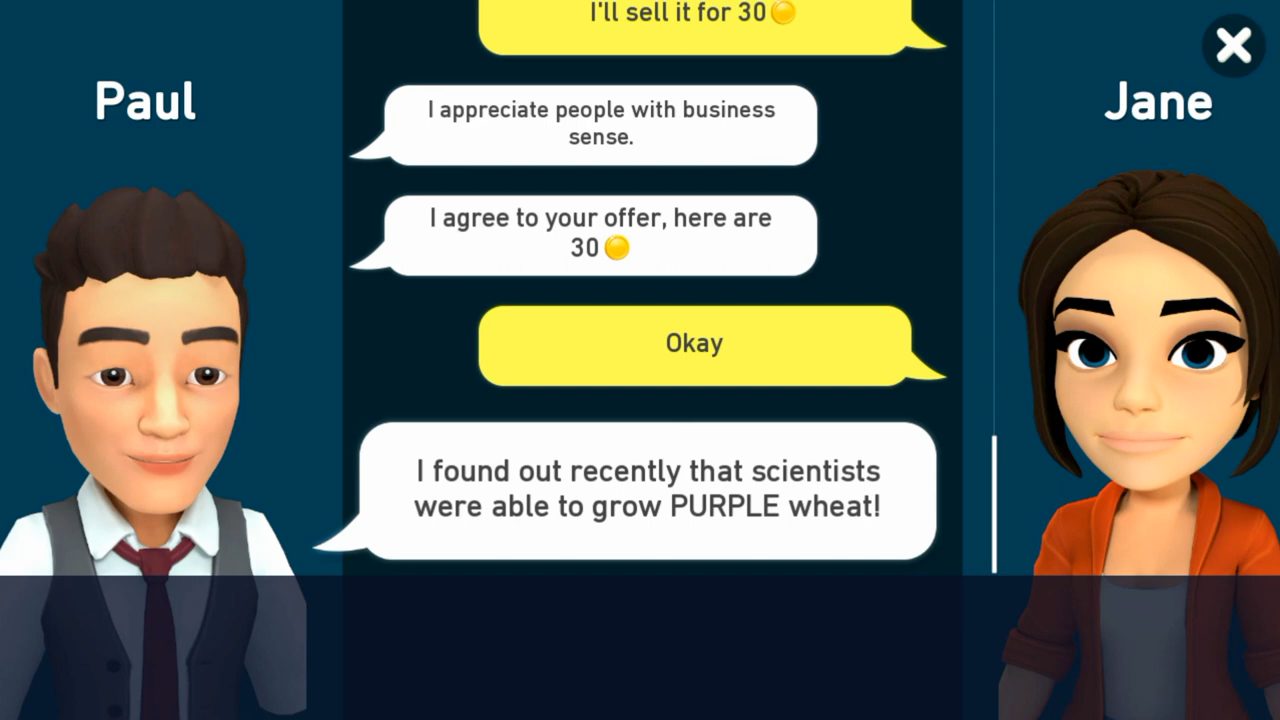 I'll sell it for 30
Paul
Jane
I appreciate people with business
sense.
I agree to your offer, here are
30
Okay
I found out recently that scientists
were able to grow PURPLE wheat!